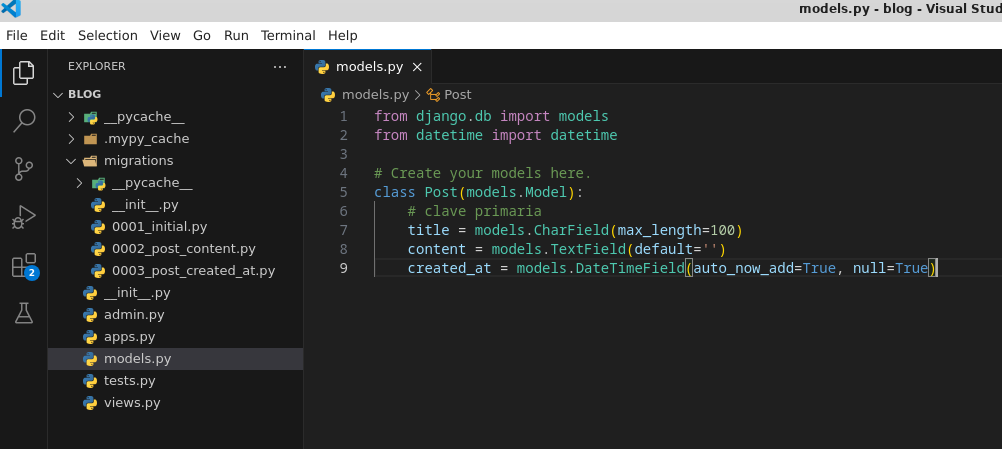 models.py - blog - Visual Stud
File Edit Selection View Go Run Terminal Help
EXPLORER ···
BLOG
__pycache__
.mypy_cache
migrations
__pycache__
__init__.py
0001_initial.py
0002_post_content.py
0003_post_created_at.py
__init__.py
admin.py
apps.py
models.py
tests.py
views.py
2
models.py ×
models.py > Post
1 from django.db import models
2 from datetime import datetime
3
4 # Create your models here.
5 class Post(models.Model):
6 # clave primaria
7 title = models.CharField(max_length=100)
8 content = models.TextField(default='')
9 created_at = models.DateTimeField(auto_now_add=True, null=True)